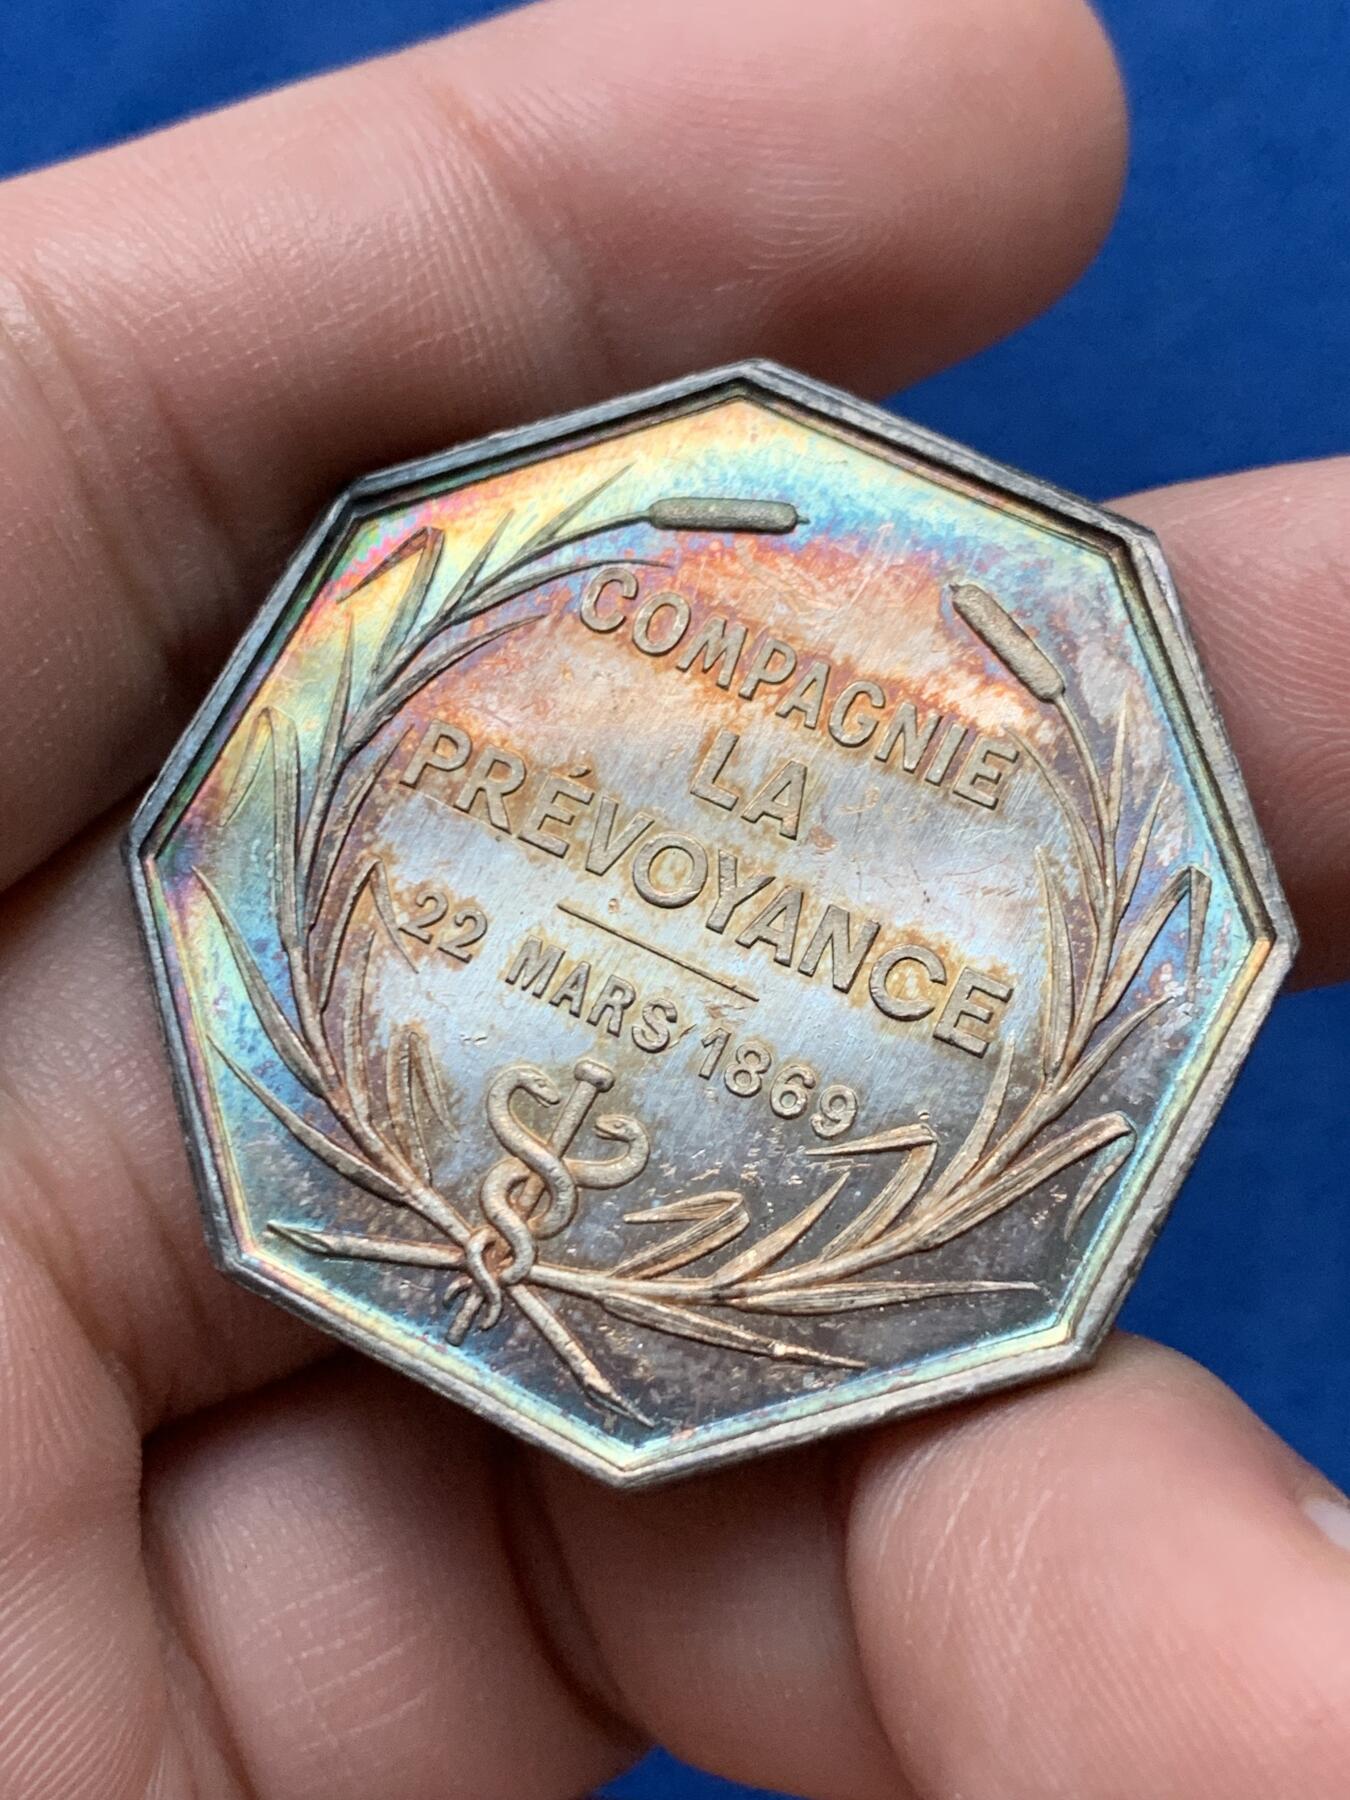 COMPAGNIE
LA
PRÉVOYANCE
22 MARS 1869